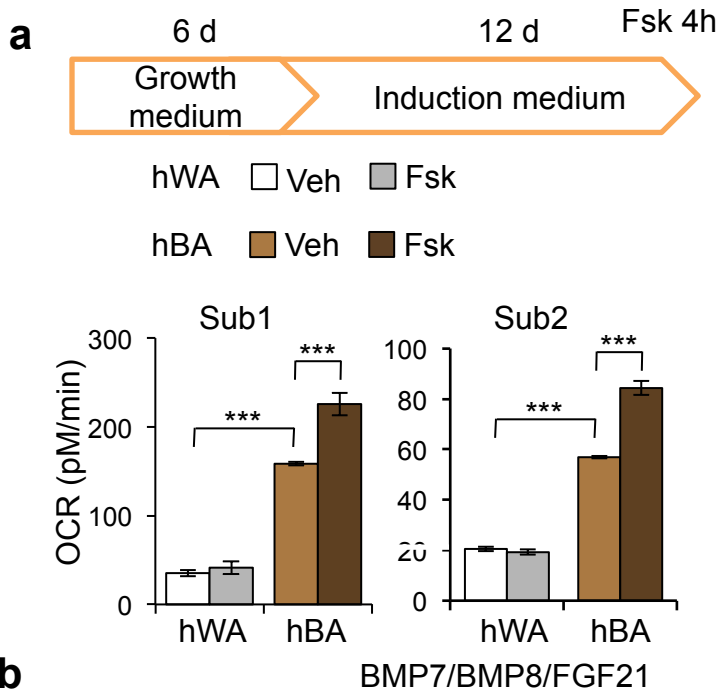 a
6 d 12 d Fsk 4h
Growth medium
Induction medium
hWA Veh Fsk
hBA Veh Fsk
Sub1
OCR (pM/min)
300
200
100
0
***
***
hWA hBA
Sub2
100
80
60
40
20
0
***
***
hWA hBA
b
BMP7/BMP8/FGF21